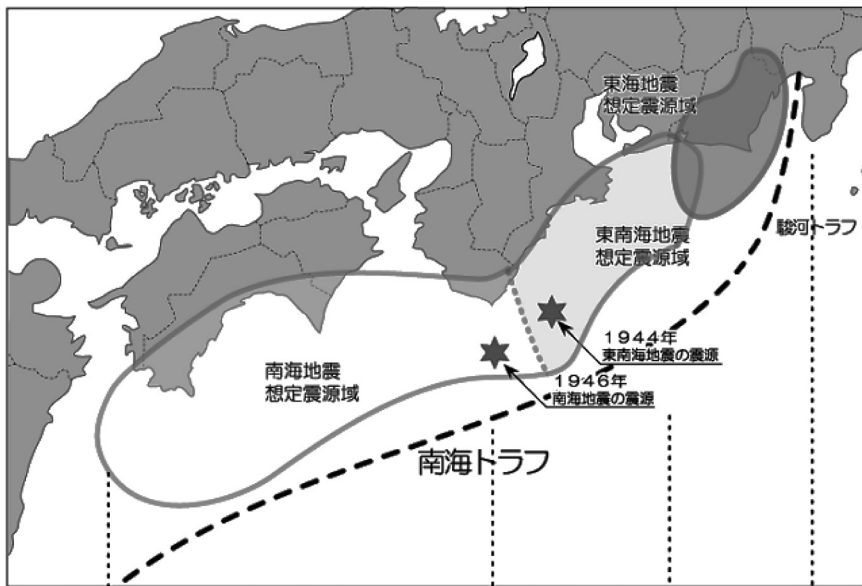 東海地震
想定震源域
駿河トラフ
東南海地震
想定震源域
1944年
東南海地震の震源
南海地震
想定震源域
1946年
南海地震の震源
南海トラフ